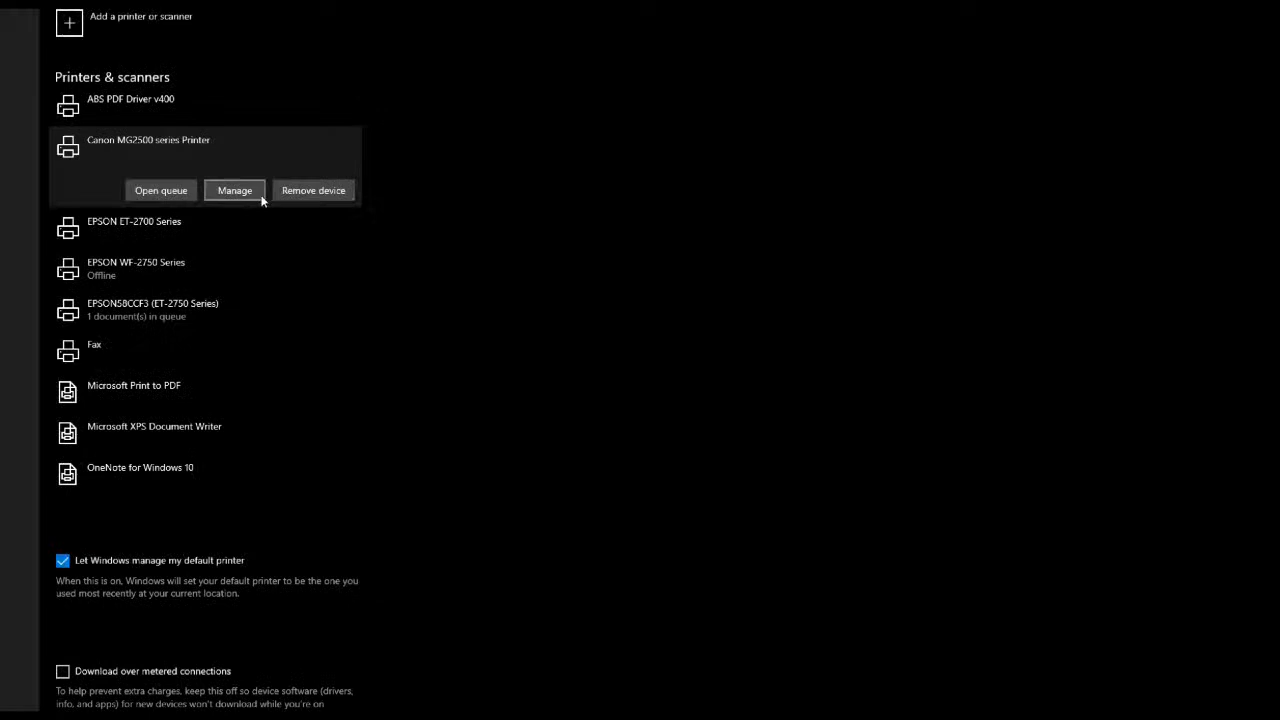 Add a printer or scanner
Printers & scanners
ABS PDF Driver v400
Canon MG2500 series Printer
Open queue Manage Remove device
EPSON ET-2700 Series
EPSON WF-2750 Series
Offline
EPSON58CCF3 (ET-2750 Series)
1 document(s) in queue
Fax
Microsoft Print to PDF
Microsoft XPS Document Writer
OneNote for Windows 10
Let Windows manage my default printer
When this is on, Windows will set your default printer to be the one you
used most recently at your current location.
Download over metered connections
To help prevent extra charges, keep this off so device software (drivers,
info, and apps) for new devices won't download while you're on